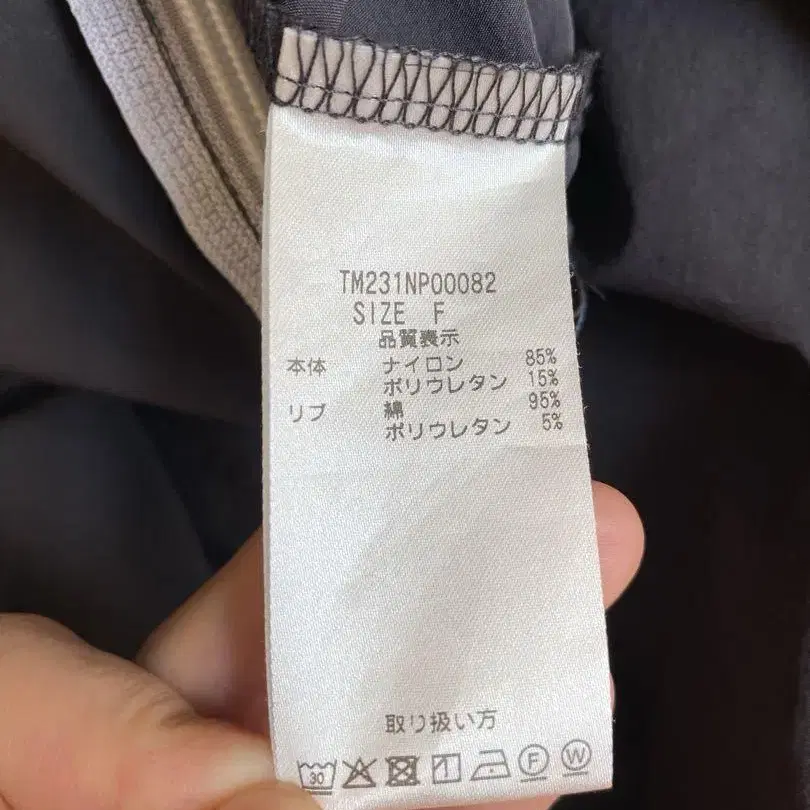 TM231NP00082
SIZE F
品質表示
本体 ナイロン 85%
ポリウレタン 15%
リブ 綿 95%
ポリウレタン 5%
取り扱い方
30 F W